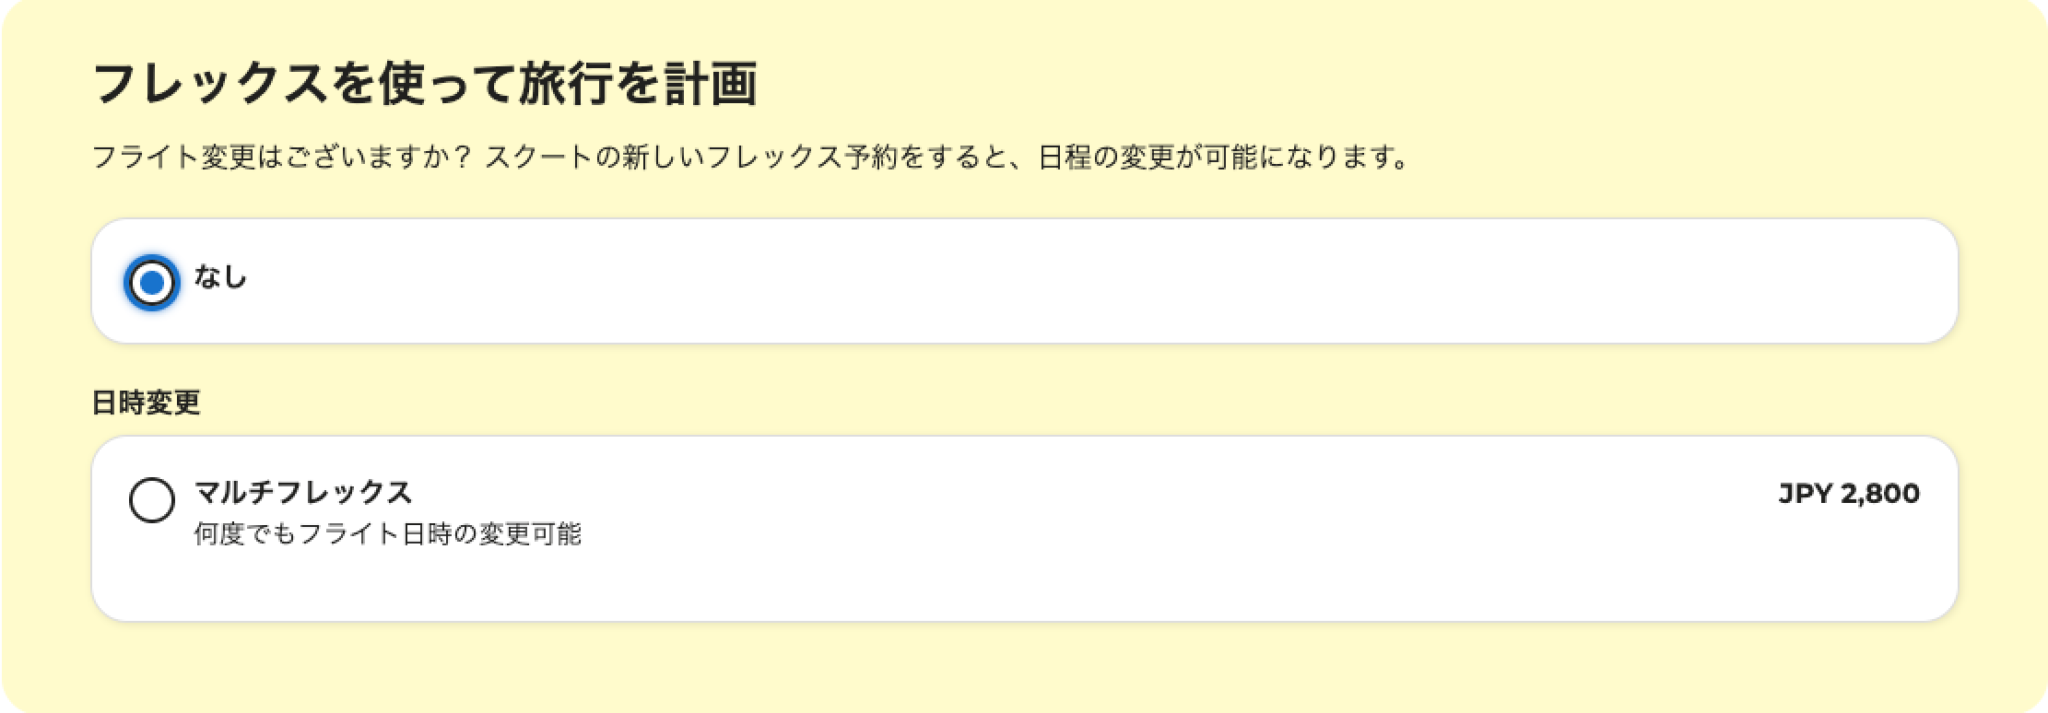 フレックスを使って旅行を計画
フライト変更はございますか？ スクートの新しいフレックス予約をすると、日程の変更が可能になります。
なし
日時変更
マルチフレックス
JPY 2,800
何度でもフライト日時の変更可能